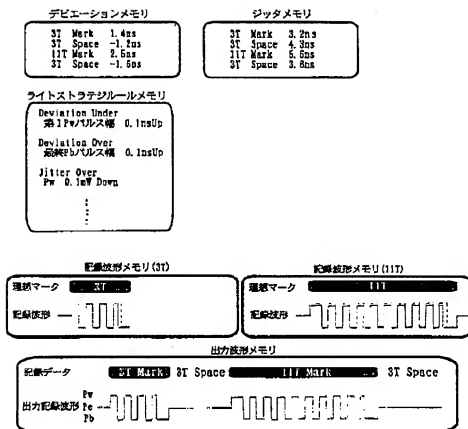 デビエーションメモリ
3T Mark 1.4ns
3T Space -1.2ns
11T Mark 2.5ns
3T Space -1.5ns
ジッタメモリ
3T Mark 3.2ns
3T Space 4.3ns
11T Mark 5.5ns
3T Space 3.8ns
ライトストラテジルールメモリ
Deviation Under
第1Pwパルス幅 0.1nsUp
Deviation Over
最終Pbパルス幅 0.1nsUp
Jitter Over
Pw 0.1mW Down
記録波形メモリ(3T)
理想マーク 3T
記録波形
記録波形メモリ(11T)
理想マーク 11T
記録波形
出力波形メモリ
記録データ 3T Mark 3T Space 11T Mark 3T Space
出力記録波形 Pw Pe Pb